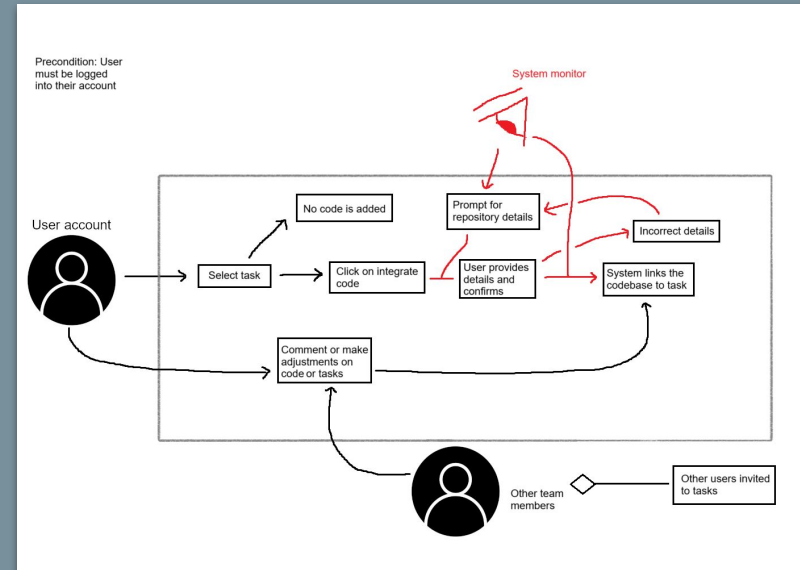 Precondition: User
must be logged
into their account
System monitor
User account
No code is added
Prompt for
repository details
Incorrect details
Select task
Click on integrate
code
User provides
details and
confirms
System links the
codebase to task
Comment or make
adjustments on
code or tasks
Other team
members
Other users invited
to tasks